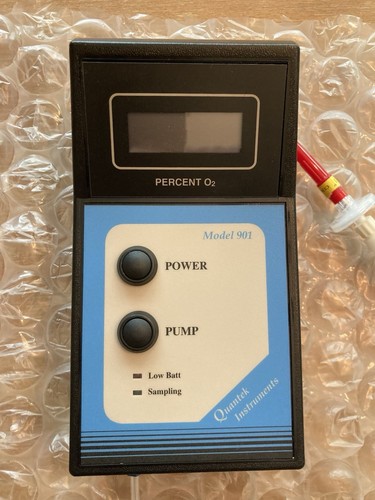 PERCENT O₂
Model 901
POWER
PUMP
Low Batt
Sampling
Quantek
Instruments